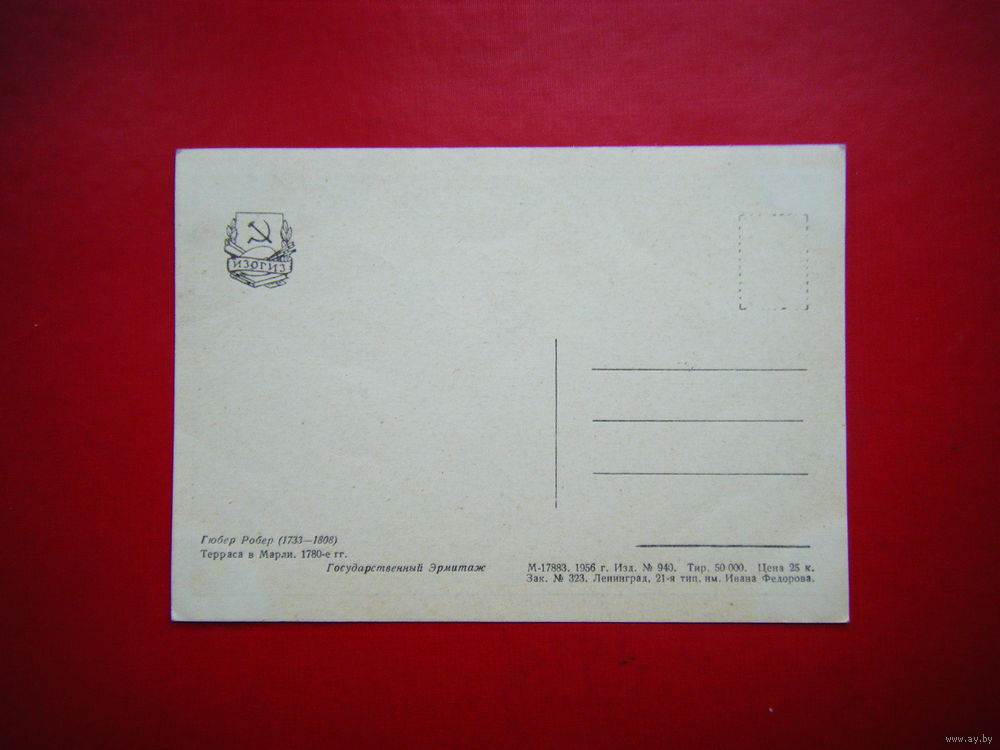 ИЗОГИЗ
Гюбер Робер (1733—1808)
Терраса в Марли. 1780-е гг.
Государственный Эрмитаж
М-17883. 1956 г. Изд. № 940. Тир. 50 000. Цена 25 к.
Зак. № 323. Ленинград, 21-я тип. им. Ивана Федорова.
www.ay.by